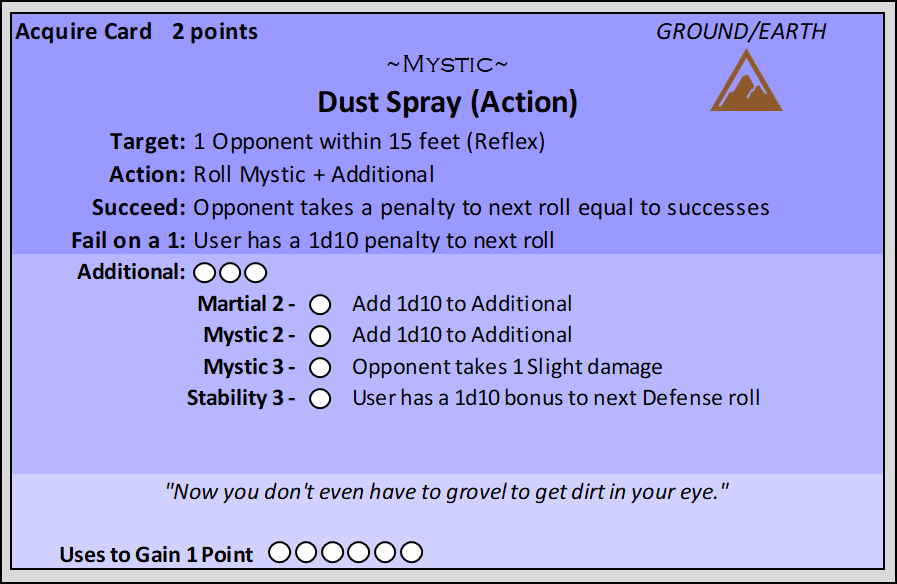 Acquire Card 2 points GROUND/EARTH
~Mystic~
Dust Spray (Action)
Target: 1 Opponent within 15 feet (Reflex)
Action: Roll Mystic + Additional
Succeed: Opponent takes a penalty to next roll equal to successes
Fail on a 1: User has a 1d10 penalty to next roll
Additional:
Martial 2 - Add 1d10 to Additional
Mystic 2 - Add 1d10 to Additional
Mystic 3 - Opponent takes 1 Slight damage
Stability 3 - User has a 1d10 bonus to next Defense roll
"Now you don't even have to grovel to get dirt in your eye."
Uses to Gain 1 Point